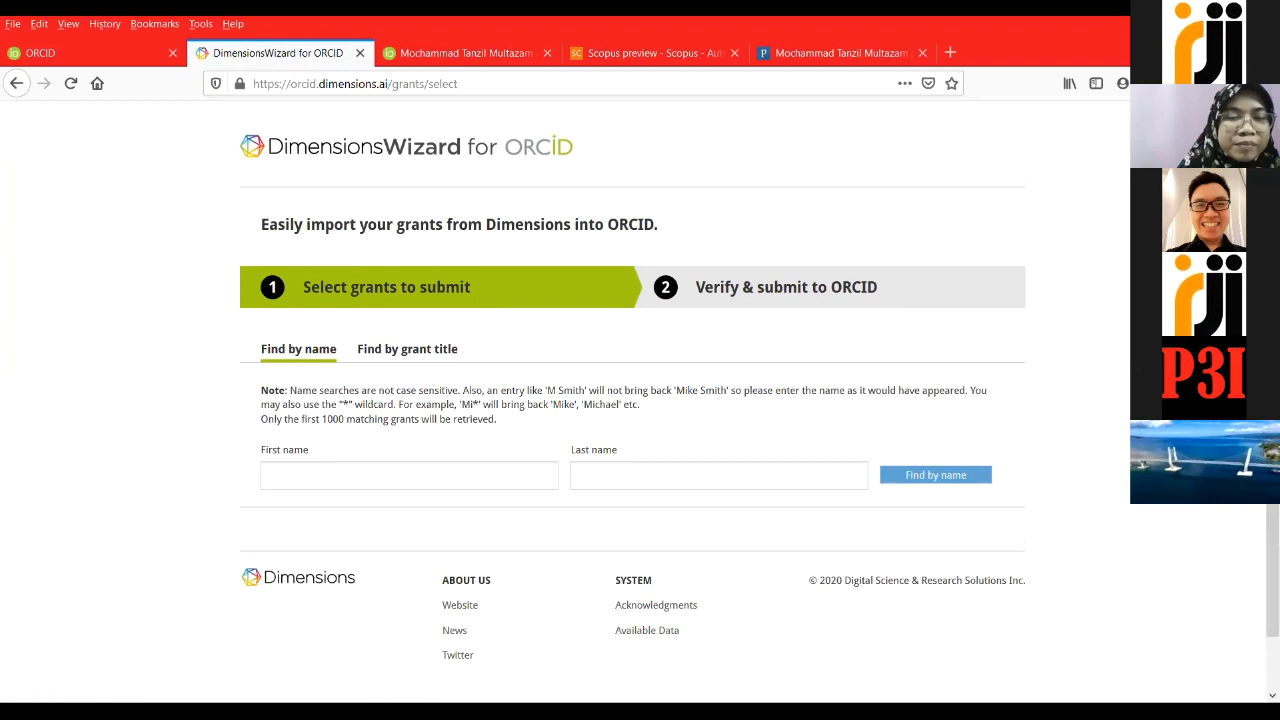 File Edit View History Bookmarks Tools Help
ORCID
DimensionsWizard for ORCID
Mochammad Tanzil Multazam
Scopus preview - Scopus - Aut
Mochammad Tanzil Multazam
https://orcid.dimensions.ai/grants/select
DimensionsWizard for ORCID
Easily import your grants from Dimensions into ORCID.
1 Select grants to submit
2 Verify & submit to ORCID
Find by name Find by grant title
Note: Name searches are not case sensitive. Also, an entry like 'M Smith' will not bring back 'Mike Smith' so please enter the name as it would have appeared. You
may also use the "*" wildcard. For example, 'Mi*' will bring back 'Mike', 'Michael' etc.
Only the first 1000 matching grants will be retrieved.
First name
Last name
Find by name
Dimensions
ABOUT US
Website
News
Twitter
SYSTEM
Acknowledgments
Available Data
© 2020 Digital Science & Research Solutions Inc.
rji
rji
P3I